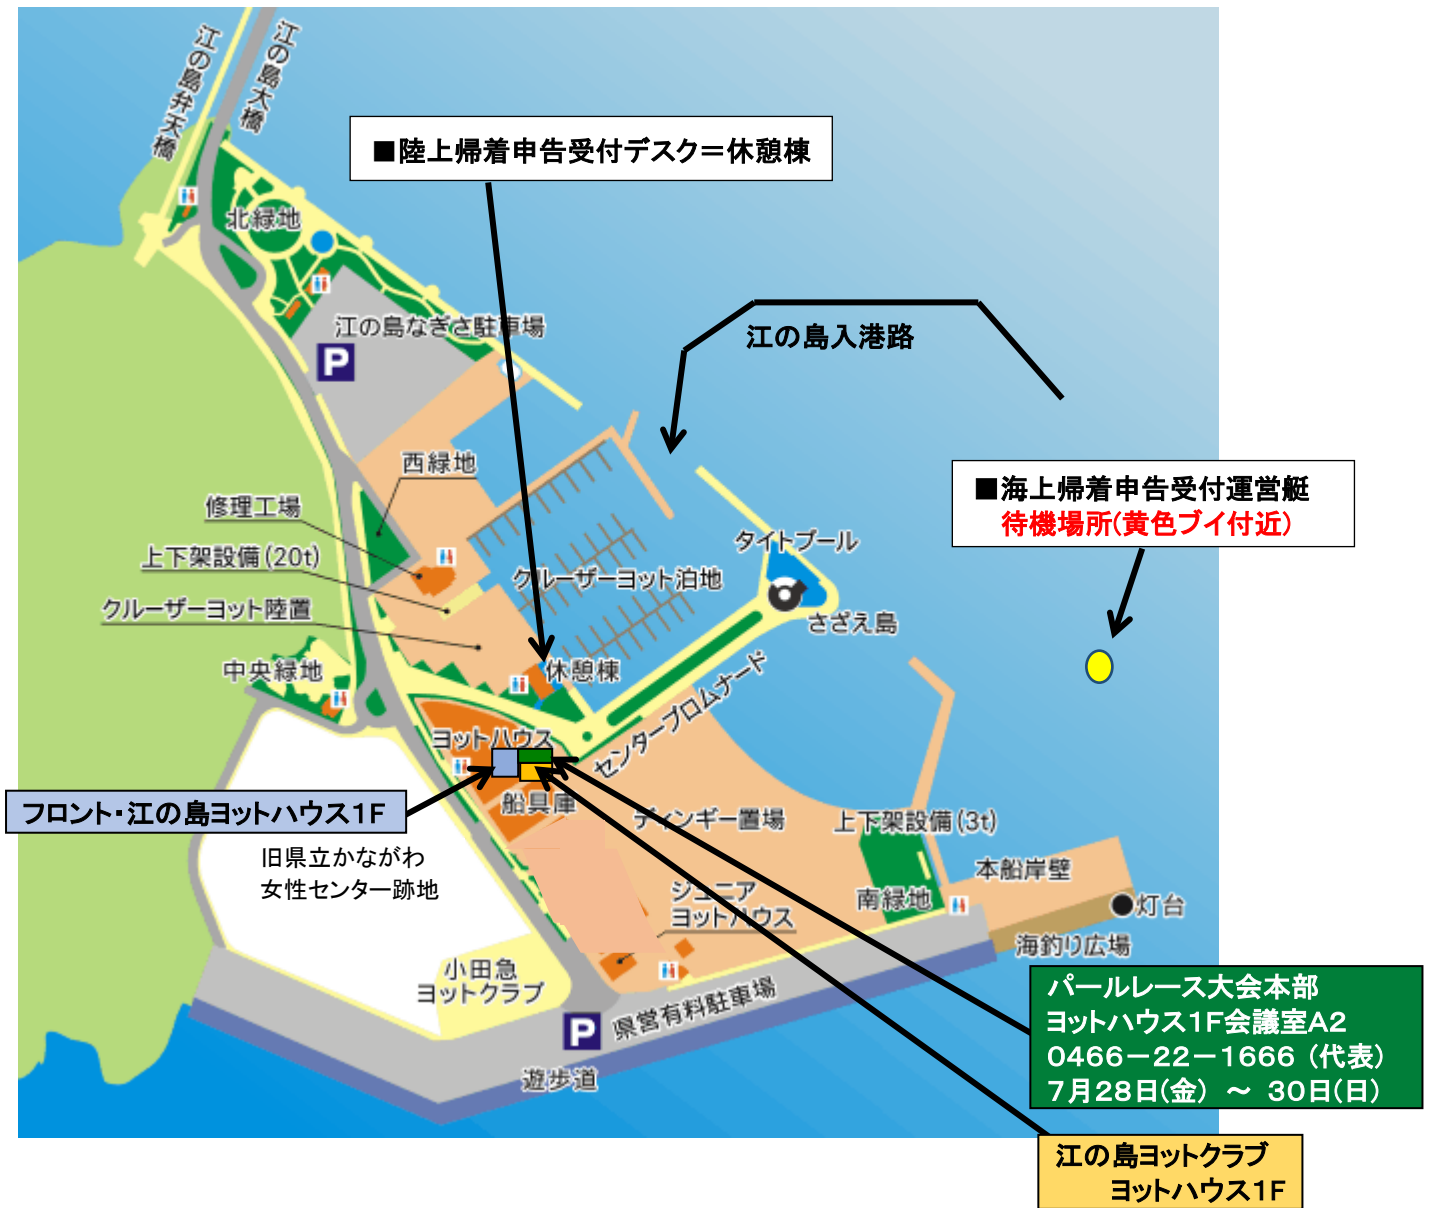 江の島弁天橋
江の島大橋
■陸上帰着申告受付デスク＝休憩棟
北緑地
江の島なぎさ駐車場
P
江の島入港路
西緑地
修理工場
上下架設備(20t)
クルーザーヨット陸置
中央緑地
■海上帰着申告受付運営艇
待機場所(黄色ブイ付近)
タイトプール
クルーザーヨット泊地
さざえ島
休憩棟
センタープロムナード
ヨットハウス
船具庫
フロント・江の島ヨットハウス1F
旧県立かながわ
女性センター跡地
ディンギー置場
上下架設備(3t)
本船岸壁
南緑地
灯台
海釣り広場
ジュニア
ヨットハウス
小田急
ヨットクラブ
P
県営有料駐車場
遊歩道
パールレース大会本部
ヨットハウス1F会議室A2
0466－22－1666（代表）
7月28日(金) ～ 30日(日)
江の島ヨットクラブ
ヨットハウス1F